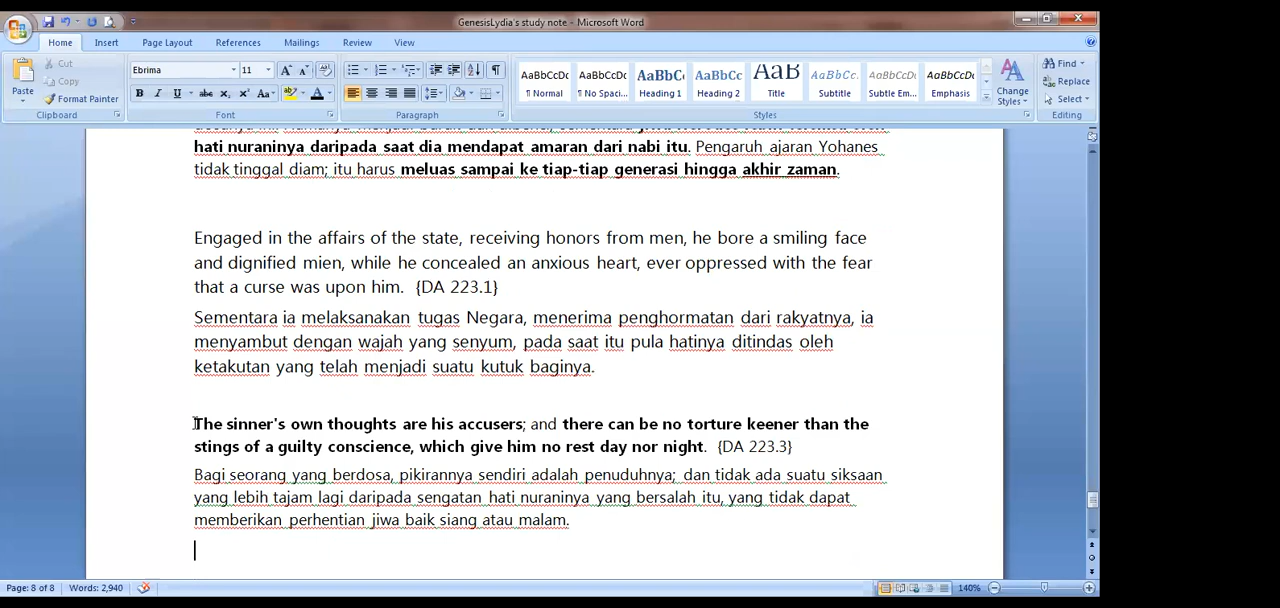 GenesisLydia's study note - Microsoft Word
Home Insert Page Layout References Mailings Review View
Cut
Copy
Format Painter
Paste
Clipboard
Ebrima 11
B I U abc x₂ x² Aa
Font
Paragraph
AaBbCcDc AaBbCcDc AaBbCc AaBbCc AaB AaBbCc. AaBbCcDc AaBbCcDc
¶ Normal ¶ No Spaci... Heading 1 Heading 2 Title Subtitle Subtle Em... Emphasis
Change
Styles
Styles
Find
Replace
Select
Editing
hati nuraninya daripada saat dia mendapat amaran dari nabi itu. Pengaruh ajaran Yohanes
tidak tinggal diam; itu harus meluas sampai ke tiap-tiap generasi hingga akhir zaman.
Engaged in the affairs of the state, receiving honors from men, he bore a smiling face
and dignified mien, while he concealed an anxious heart, ever oppressed with the fear
that a curse was upon him. {DA 223.1}
Sementara ia melaksanakan tugas Negara, menerima penghormatan dari rakyatnya, ia
menyambut dengan wajah yang senyum, pada saat itu pula hatinya ditindas oleh
ketakutan yang telah menjadi suatu kutuk baginya.
The sinner's own thoughts are his accusers; and there can be no torture keener than the
stings of a guilty conscience, which give him no rest day nor night. {DA 223.3}
Bagi seorang yang berdosa, pikirannya sendiri adalah penuduhnya; dan tidak ada suatu siksaan
yang lebih tajam lagi daripada sengatan hati nuraninya yang bersalah itu, yang tidak dapat
memberikan perhentian jiwa baik siang atau malam.
Page: 8 of 8 Words: 2,940 140%